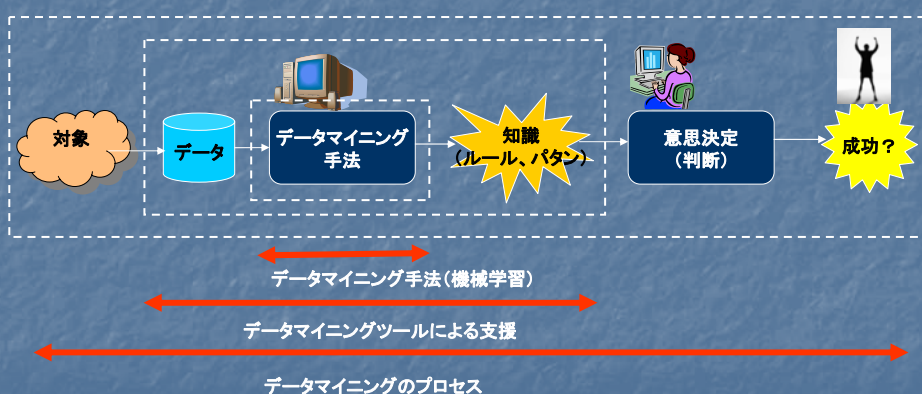 対象
データ
データマイニング
手法
知識
(ルール、パタン)
意思決定
(判断)
成功？
データマイニング手法(機械学習)
データマイニングツールによる支援
データマイニングのプロセス